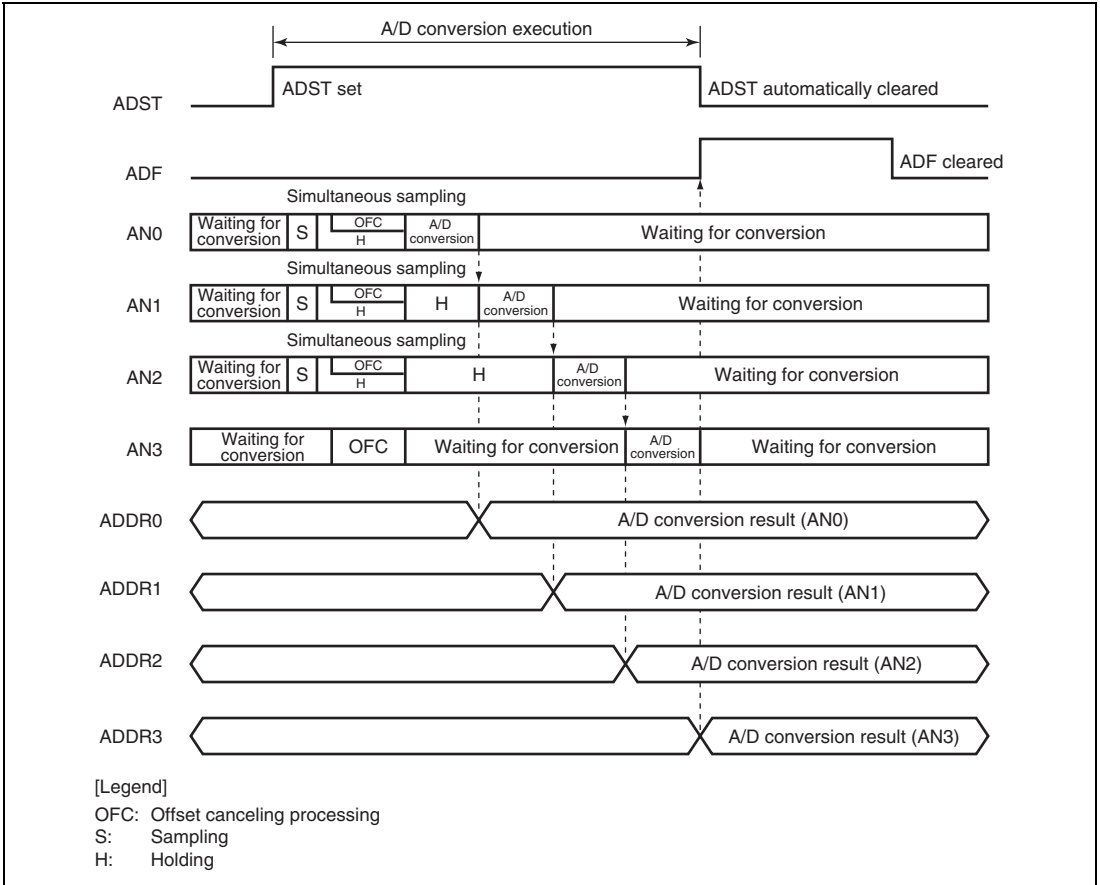 A/D conversion execution
ADST
ADST set
ADST automatically cleared
ADF
ADF cleared
Simultaneous sampling
AN0
Waiting for
conversion
S
OFC
H
A/D
conversion
Waiting for conversion
Simultaneous sampling
AN1
Waiting for
conversion
S
OFC
H
H
A/D
conversion
Waiting for conversion
Simultaneous sampling
AN2
Waiting for
conversion
S
OFC
H
H
A/D
conversion
Waiting for conversion
AN3
Waiting for
conversion
OFC
Waiting for conversion
A/D
conversion
Waiting for conversion
ADDR0
A/D conversion result (AN0)
ADDR1
A/D conversion result (AN1)
ADDR2
A/D conversion result (AN2)
ADDR3
A/D conversion result (AN3)
[Legend]
OFC: Offset canceling processing
S: Sampling
H: Holding